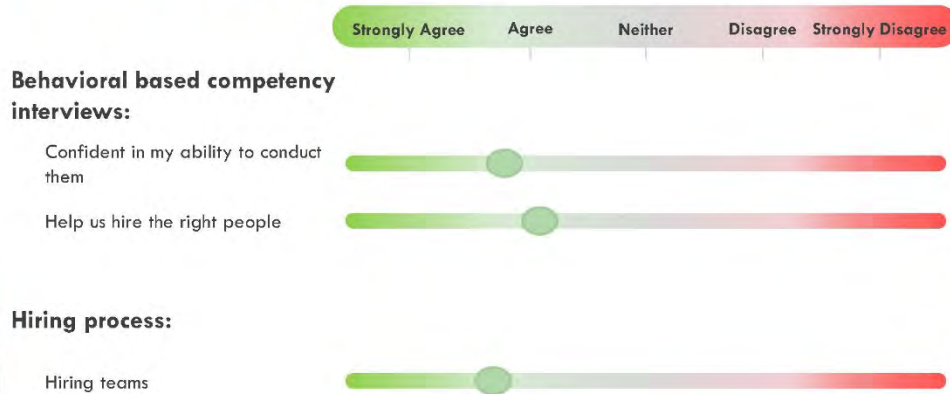 Strongly Agree Agree Neither Disagree Strongly Disagree
Behavioral based competency
interviews:
Confident in my ability to conduct
them
Help us hire the right people
Hiring process:
Hiring teams